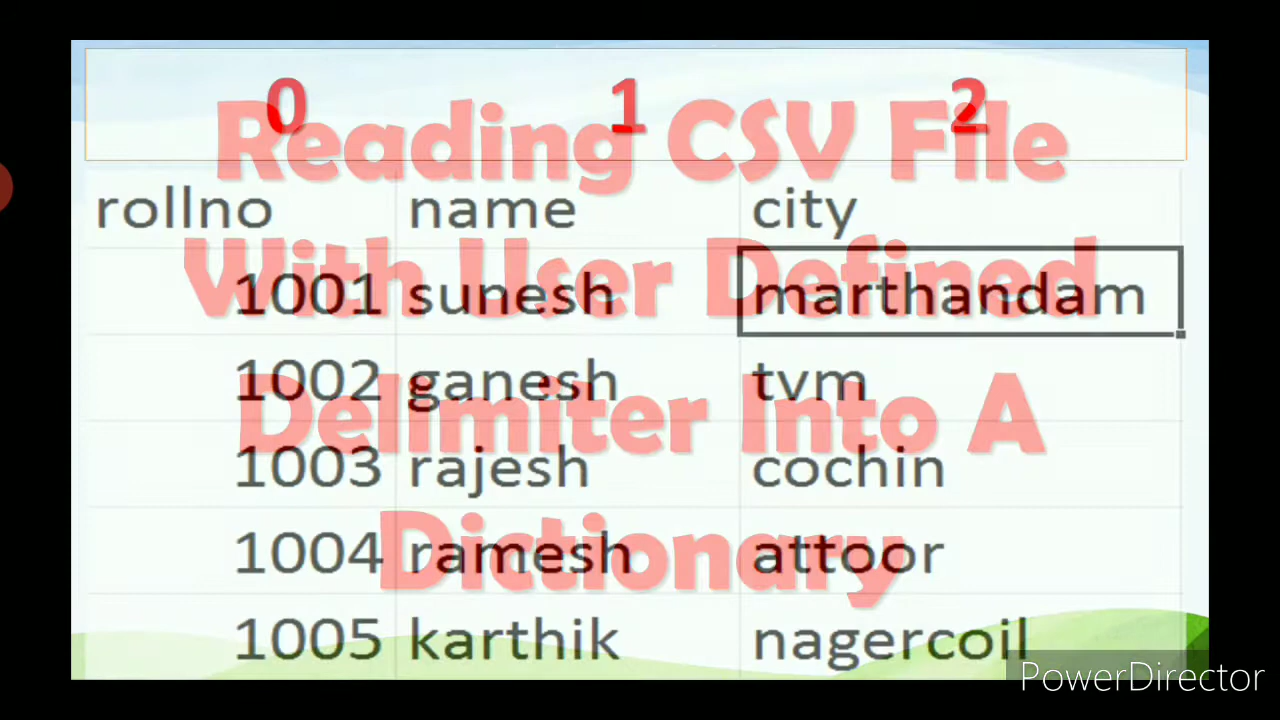 0 1 2
Reading CSV File
rollno name city
With User Defined
1001 sunesh marthandam
1002 ganesh tvm
Delimiter Into A
1003 rajesh cochin
1004 ramesh attoor
Dictionary
1005 karthik nagercoil
PowerDirector